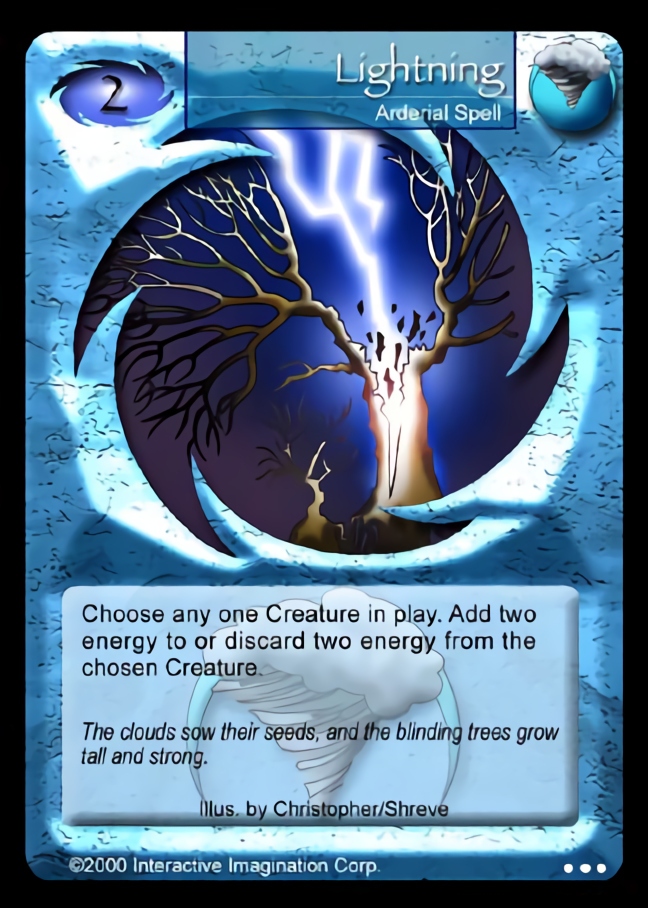 2
Lightning
Arderial Spell
Choose any one Creature in play. Add two
energy to or discard two energy from the
chosen Creature.
The clouds sow their seeds, and the blinding trees grow
tall and strong.
Illus. by Christopher/Shreve
©2000 Interactive Imagination Corp.